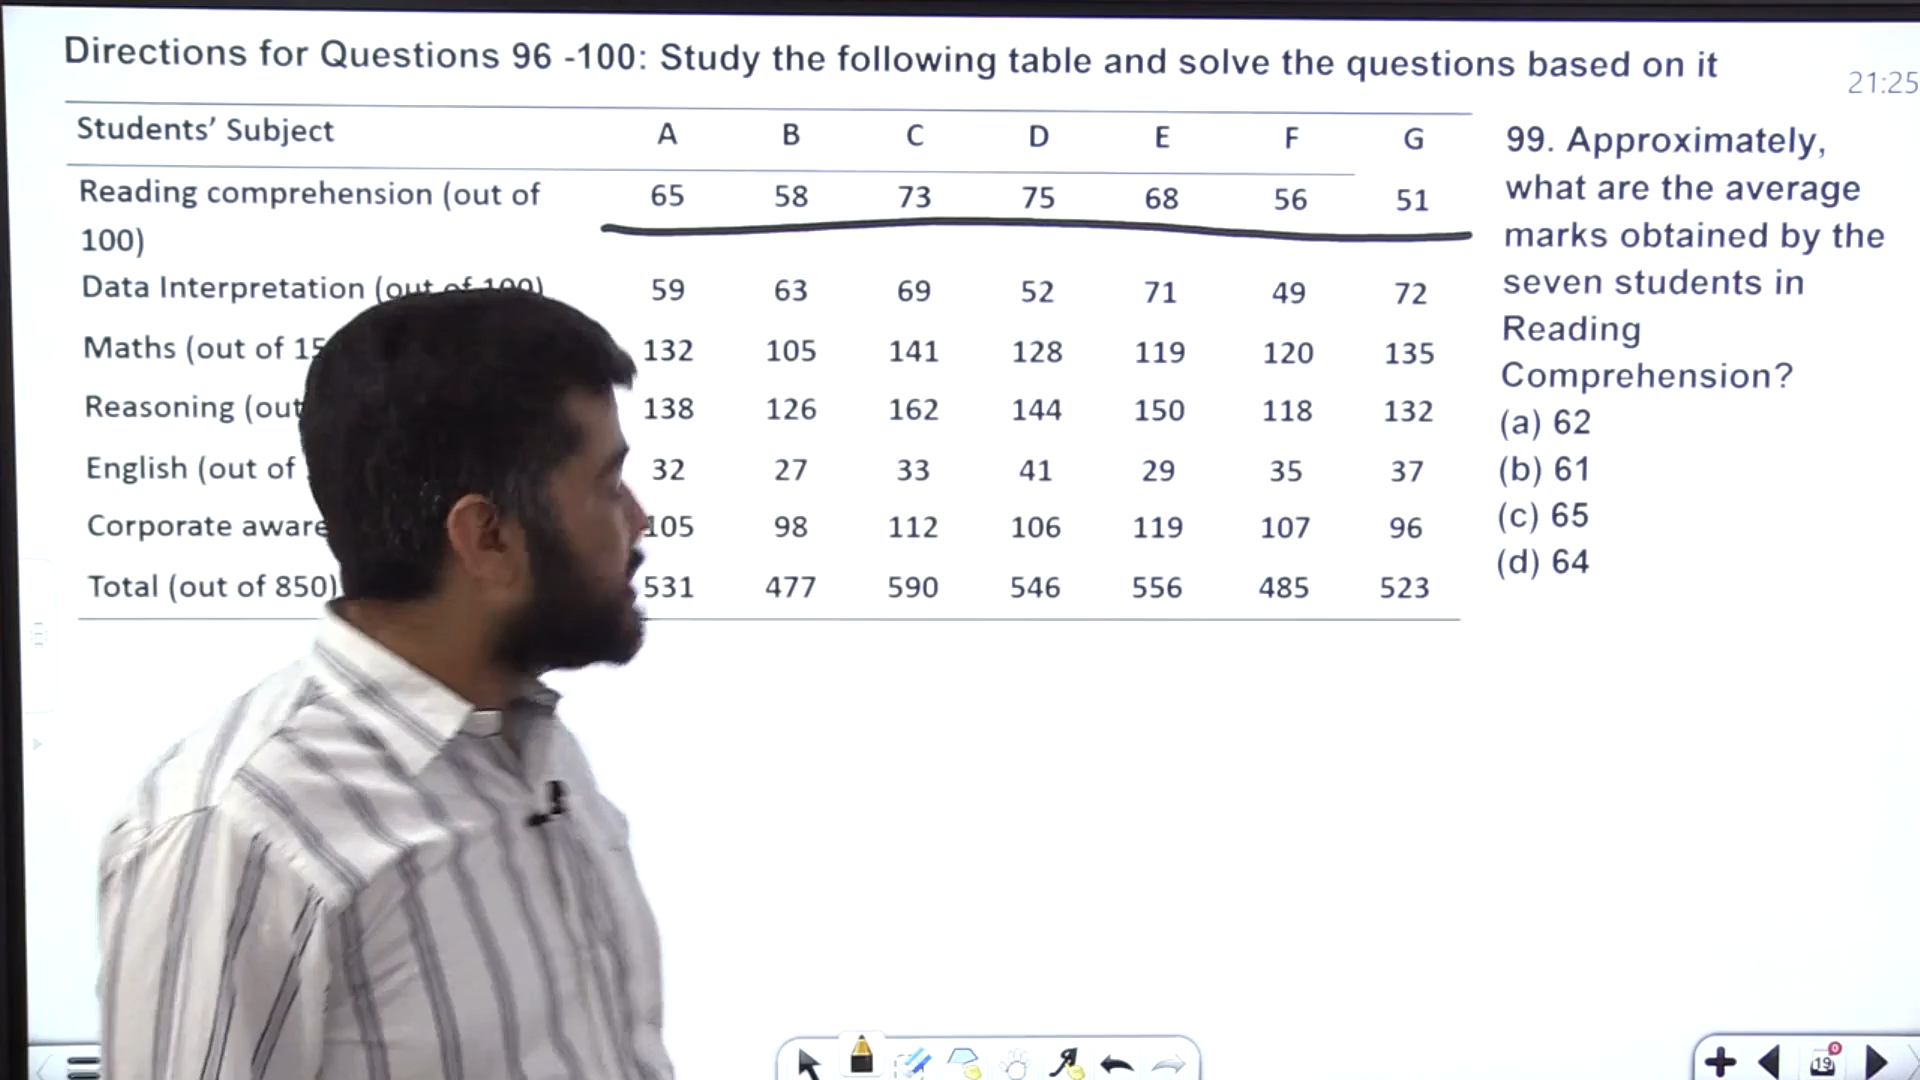 Directions for Questions 96 -100: Study the following table and solve the questions based on it
21:25
Students' Subject A B C D E F G
Reading comprehension (out of 65 58 73 75 68 56 51
100)
Data Interpretation (out of 100) 59 63 69 52 71 49 72
Maths (out of 15 132 105 141 128 119 120 135
Reasoning (out 138 126 162 144 150 118 132
English (out of 32 27 33 41 29 35 37
Corporate aware 105 98 112 106 119 107 96
Total (out of 850) 531 477 590 546 556 485 523
99. Approximately,
what are the average
marks obtained by the
seven students in
Reading
Comprehension?
(a) 62
(b) 61
(c) 65
(d) 64
19
0